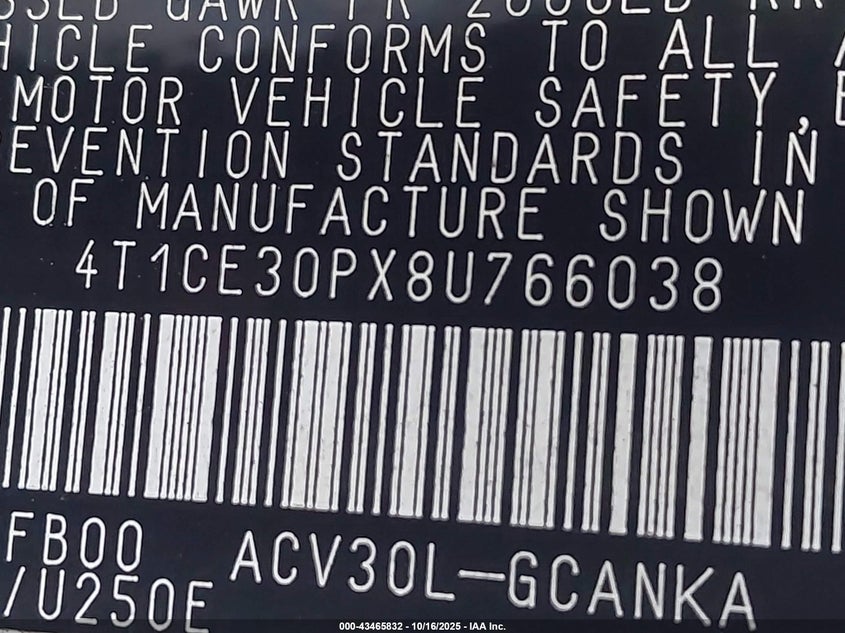 HICLE CONFORMS TO ALL A
MOTOR VEHICLE SAFETY, B
EVENTION STANDARDS IN
OF MANUFACTURE SHOWN
4T1CE30PX8U766038
FB00 ACV30L-GCANKA
/U250E
000-43465832 - 10/16/2025 - IAA Inc.